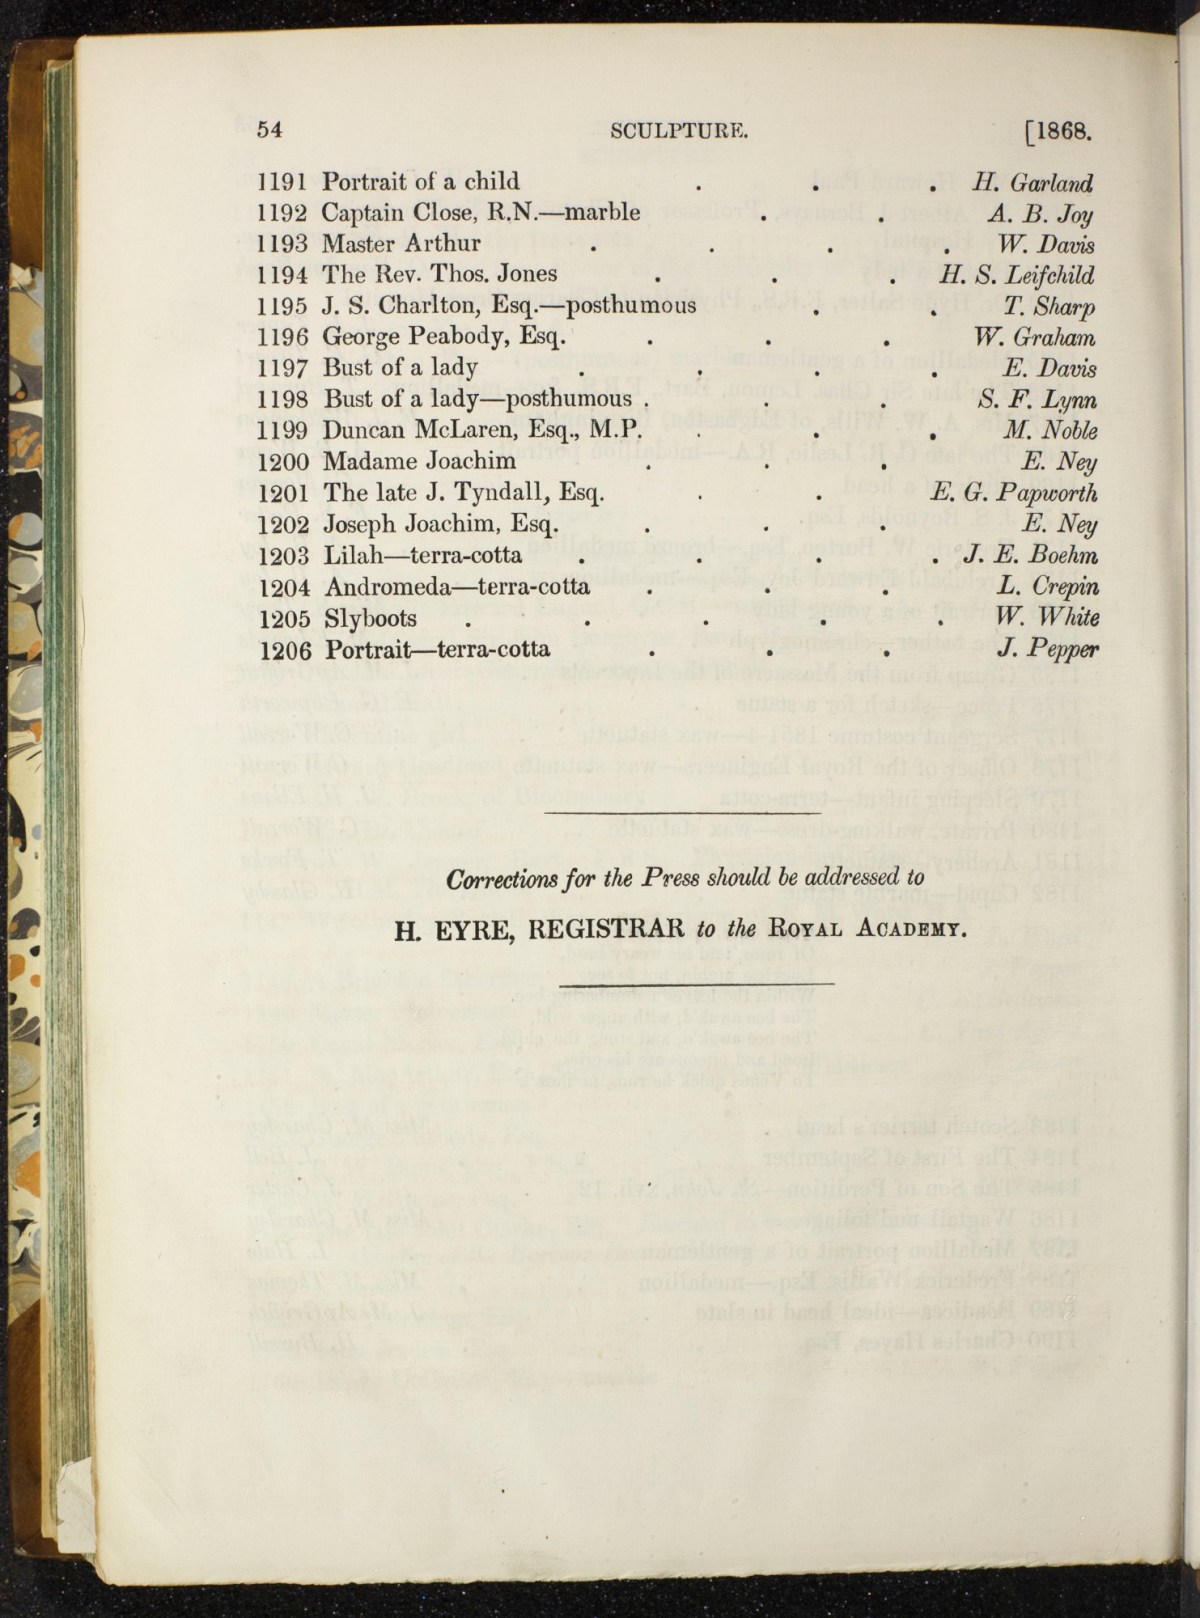 54 SCULPTURE. [1868.
1191 Portrait of a child . . . H. Garland
1192 Captain Close, R.N.—marble . . A. B. Joy
1193 Master Arthur . . . . W. Davis
1194 The Rev. Thos. Jones . . . H. S. Leifchild
1195 J. S. Charlton, Esq.—posthumous . . T. Sharp
1196 George Peabody, Esq. . . . W. Graham
1197 Bust of a lady . . . . E. Davis
1198 Bust of a lady—posthumous . . . S. F. Lynn
1199 Duncan McLaren, Esq., M.P. . . . M. Noble
1200 Madame Joachim . . . E. Ney
1201 The late J. Tyndall, Esq. . . E. G. Papworth
1202 Joseph Joachim, Esq. . . . E. Ney
1203 Lilah—terra-cotta . . . . J. E. Boehm
1204 Andromeda—terra-cotta . . . L. Crepin
1205 Slyboots . . . . . W. White
1206 Portrait—terra-cotta . . . J. Pepper
Corrections for the Press should be addressed to
H. EYRE, REGISTRAR to the ROYAL ACADEMY.